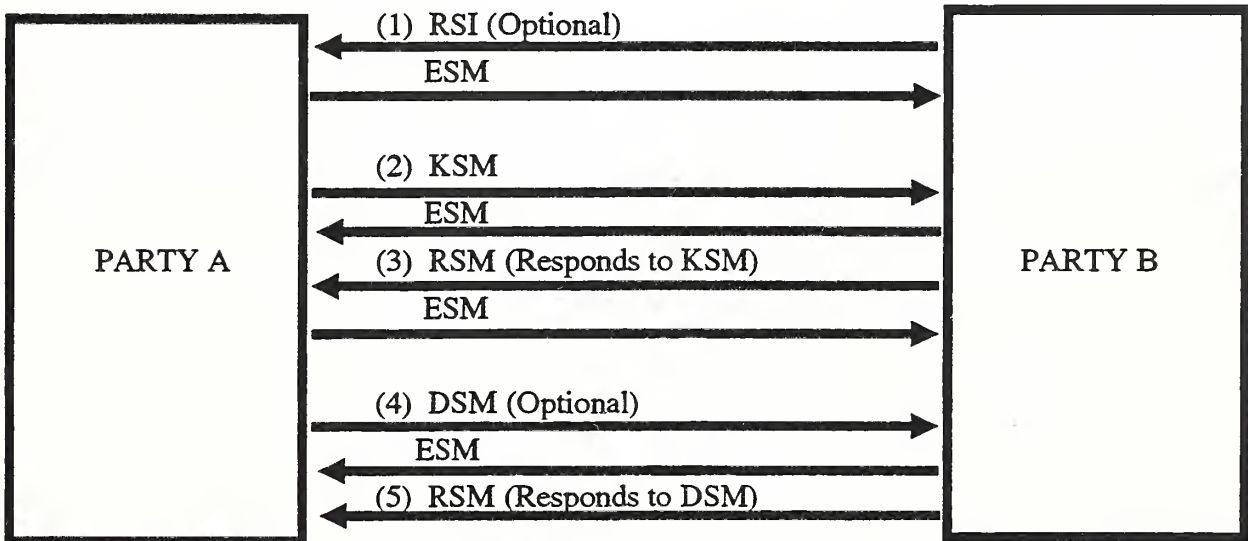 (1) RSI (Optional)
ESM
(2) KSM
ESM
PARTY A
(3) RSM (Responds to KSM)
PARTY B
ESM
(4) DSM (Optional)
ESM
(5) RSM (Responds to DSM)